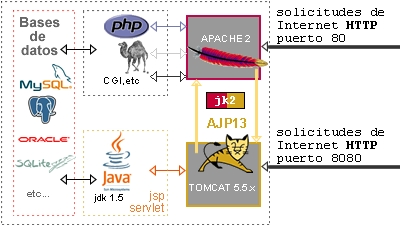 Bases
de datos
MySQL
ORACLE
SQLite
etc...
php
CGI,etc
Java
jdk 1.5
jsp
servlet
APACHE 2
jk2
AJP13
TOMCAT 5.5.x
solicitudes de
Internet HTTP
puerto 80
solicitudes de
Internet HTTP
puerto 8080